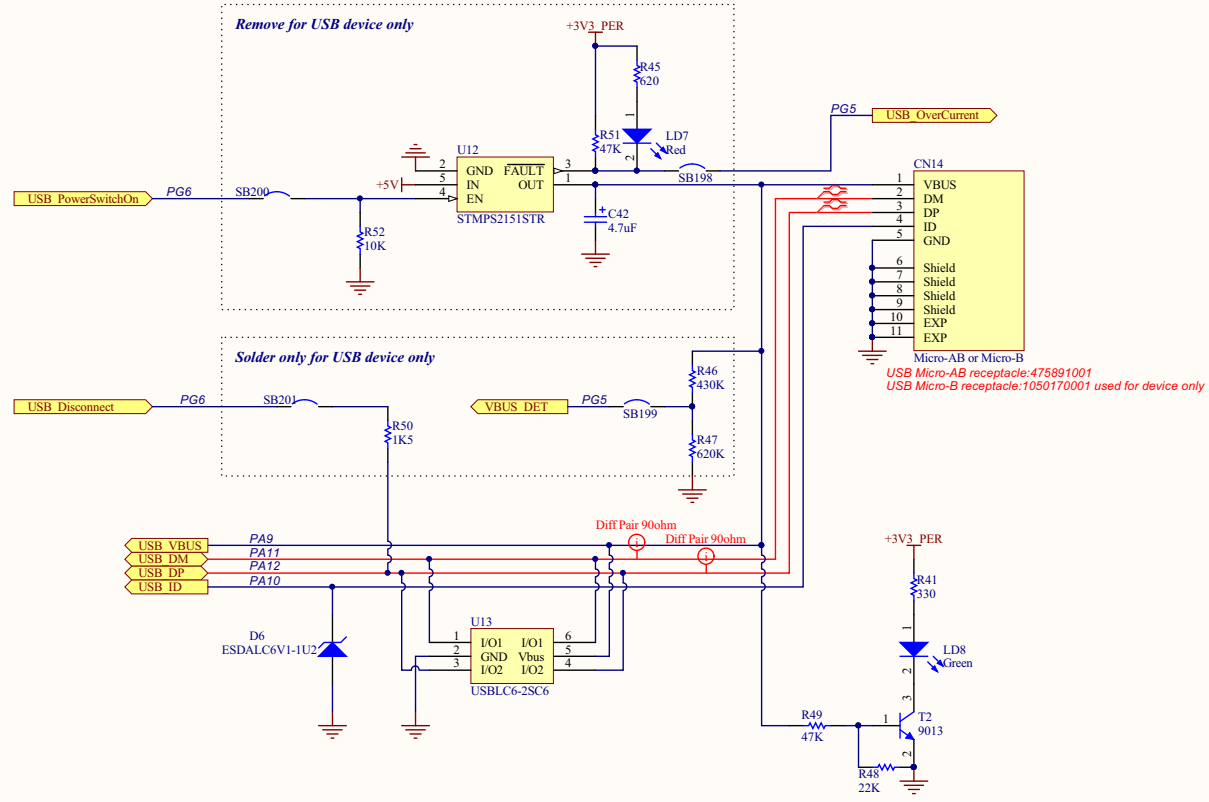 Remove for USB device only
+3V3_PER
R45
620
PG5
USB_OverCurrent
R51
47K
1
2
LD7
Red
SB198
U12
2
GND
FAULT
3
5
IN
OUT
1
4
EN
+5V
STMPS2151STR
USB_PowerSwitchOn
PG6
SB200
R52
10K
C42
4.7uF
+
CN14
1
VBUS
2
DM
3
DP
4
ID
5
GND
6
Shield
7
Shield
8
Shield
9
Shield
10
EXP
11
EXP
Micro-AB or Micro-B
USB Micro-AB receptacle:475891001
USB Micro-B receptacle:1050170001 used for device only
Solder only for USB device only
USB_Disconnect
PG6
SB201
R50
1K5
VBUS_DET
PG5
SB199
R46
430K
R47
620K
USB_VBUS
PA9
USB_DM
PA11
USB_DP
PA12
USB_ID
PA10
Diff Pair 90ohm
i
Diff Pair 90ohm
i
D6
ESDALC6V1-1U2
U13
1
I/O1
I/O1
6
2
GND
Vbus
5
3
I/O2
I/O2
4
USBLC6-2SC6
+3V3_PER
R41
330
1
2
LD8
Green
3
T2
9013
1
2
R49
47K
R48
22K